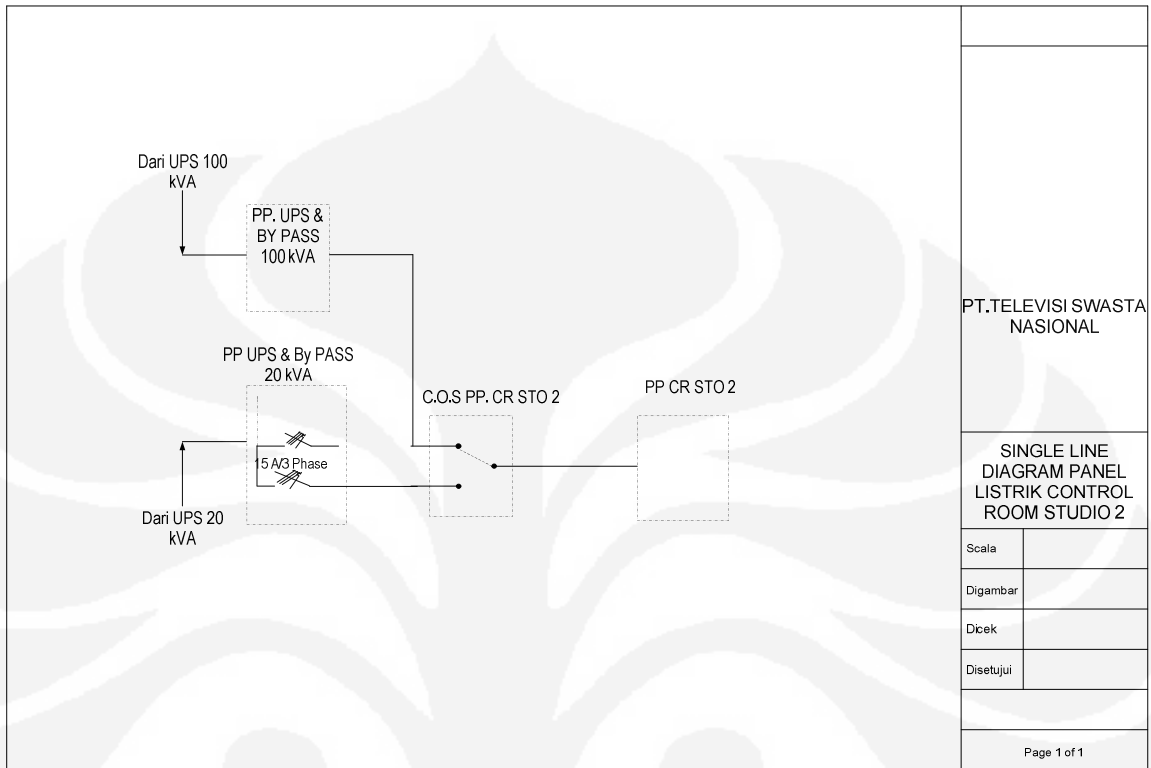 Dari UPS 100
kVA
PP. UPS &
BY PASS
100 kVA
PP UPS & By PASS
20 kVA
15 A/3 Phase
Dari UPS 20
kVA
C.O.S PP. CR STO 2
PP CR STO 2
PT.TELEVISI SWASTA
NASIONAL
SINGLE LINE
DIAGRAM PANEL
LISTRIK CONTROL
ROOM STUDIO 2
Scala
Digambar
Dicek
Disetujui
Page 1 of 1